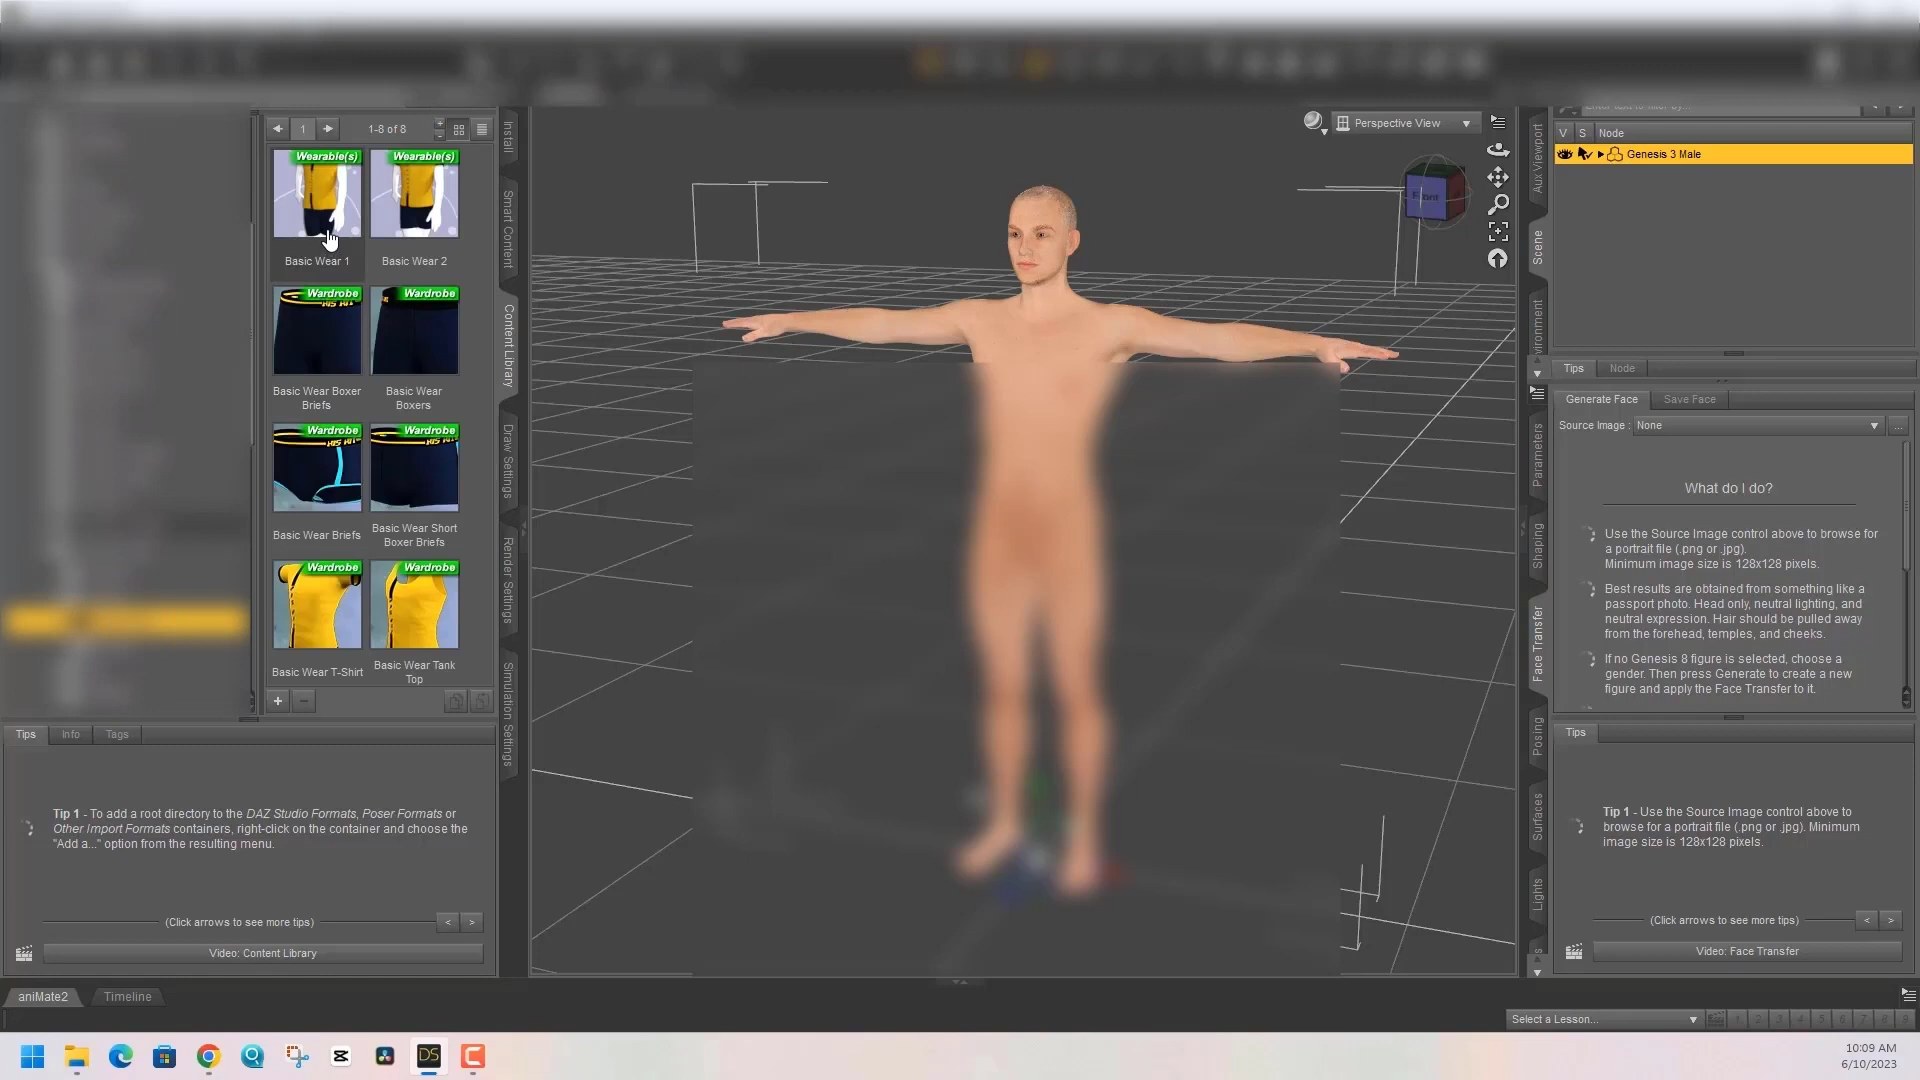 1
1-8 of 8
Wearable(s)
Wearable(s)
Basic Wear 1
Basic Wear 2
Wardrobe
Wardrobe
Basic Wear Boxer
Briefs
Basic Wear
Boxers
Wardrobe
Wardrobe
Basic Wear Briefs
Basic Wear Short
Boxer Briefs
Wardrobe
Wardrobe
Basic Wear T-Shirt
Basic Wear Tank
Top
Install
Smart Content
Content Library
Draw Settings
Render Settings
Simulation Settings
Tips
Info
Tags
Tip 1 - To add a root directory to the DAZ Studio Formats, Poser Formats or
Other Import Formats containers, right-click on the container and choose the
"Add a..." option from the resulting menu.
(Click arrows to see more tips)
< >
Video: Content Library
Perspective View
Front
Aux Viewport
Scene
Parameters
Shaping
Face Transfer
Posing
Surfaces
Lights
V S Node
Genesis 3 Male
Tips
Node
Generate Face
Save Face
Source Image : None
...
What do I do?
Use the Source Image control above to browse for
a portrait file (.png or .jpg).
Minimum image size is 128x128 pixels.
Best results are obtained from something like a
passport photo. Head only, neutral lighting, and
neutral expression. Hair should be pulled away
from the forehead, temples, and cheeks.
If no Genesis 8 figure is selected, choose a
gender. Then press Generate to create a new
figure and apply the Face Transfer to it.
Tips
Tip 1 - Use the Source Image control above to
browse for a portrait file (.png or .jpg). Minimum
image size is 128x128 pixels.
(Click arrows to see more tips)
< >
Video: Face Transfer
aniMate2
Timeline
Select a Lesson...
1 2 3 4 5 6 7 8 9
DS
10:09 AM
6/10/2023